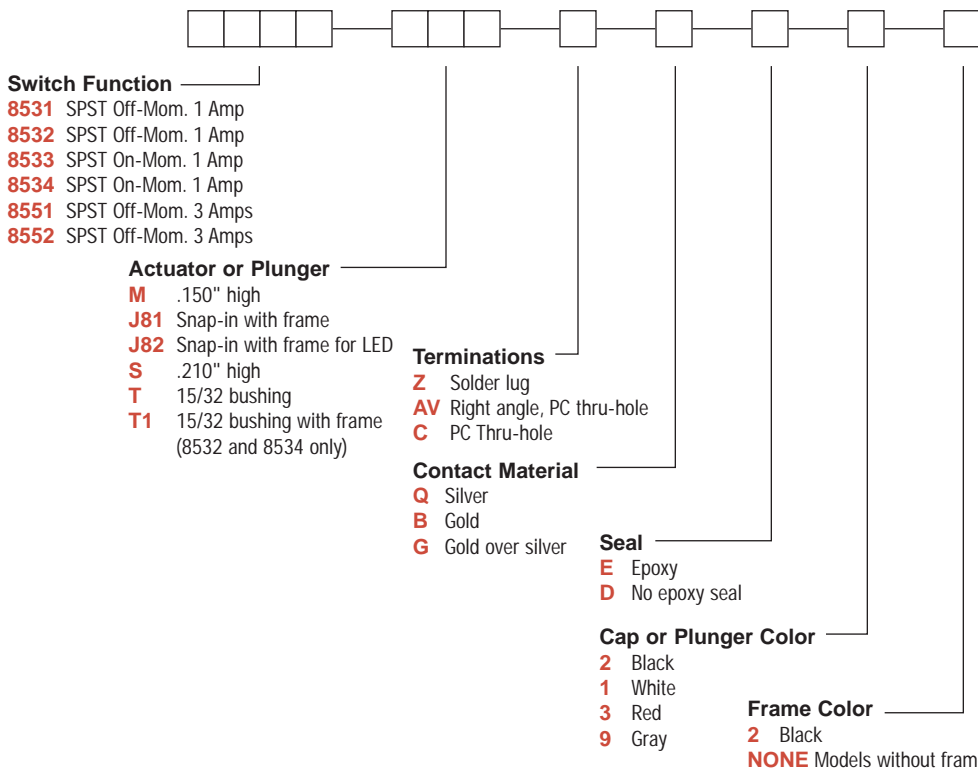 Switch Function
8531 SPST Off-Mom. 1 Amp
8532 SPST Off-Mom. 1 Amp
8533 SPST On-Mom. 1 Amp
8534 SPST On-Mom. 1 Amp
8551 SPST Off-Mom. 3 Amps
8552 SPST Off-Mom. 3 Amps
Actuator or Plunger
M .150" high
J81 Snap-in with frame
J82 Snap-in with frame for LED
S .210" high
T 15/32 bushing
T1 15/32 bushing with frame
(8532 and 8534 only)
Terminations
Z Solder lug
AV Right angle, PC thru-hole
C PC Thru-hole
Contact Material
Q Silver
B Gold
G Gold over silver
Seal
E Epoxy
D No epoxy seal
Cap or Plunger Color
2 Black
1 White
3 Red
9 Gray
Frame Color
2 Black
NONE Models without fram